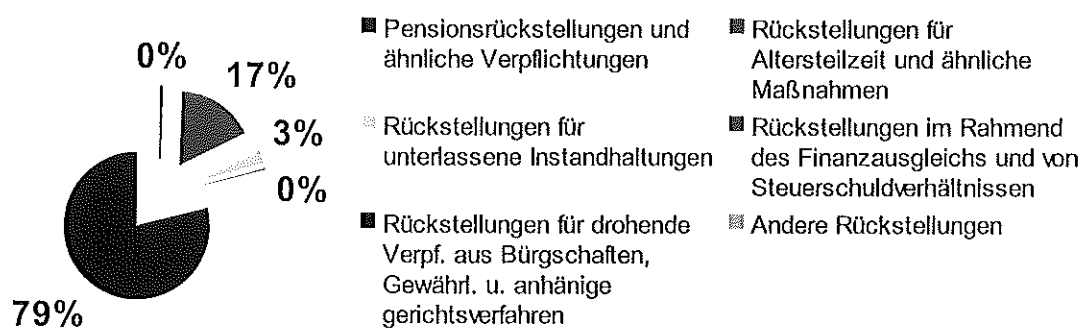 0%
17%
3%
0%
79%
Pensionsrückstellungen und
ähnliche Verpflichtungen
Rückstellungen für
Altersteilzeit und ähnliche
Maßnahmen
Rückstellungen für
unterlassene Instandhaltungen
Rückstellungen im Rahmend
des Finanzausgleichs und von
Steuerschuldverhältnissen
Rückstellungen für drohende
Verpf. aus Bürgschaften,
Gewährl. u. anhänige
gerichtsverfahren
Andere Rückstellungen